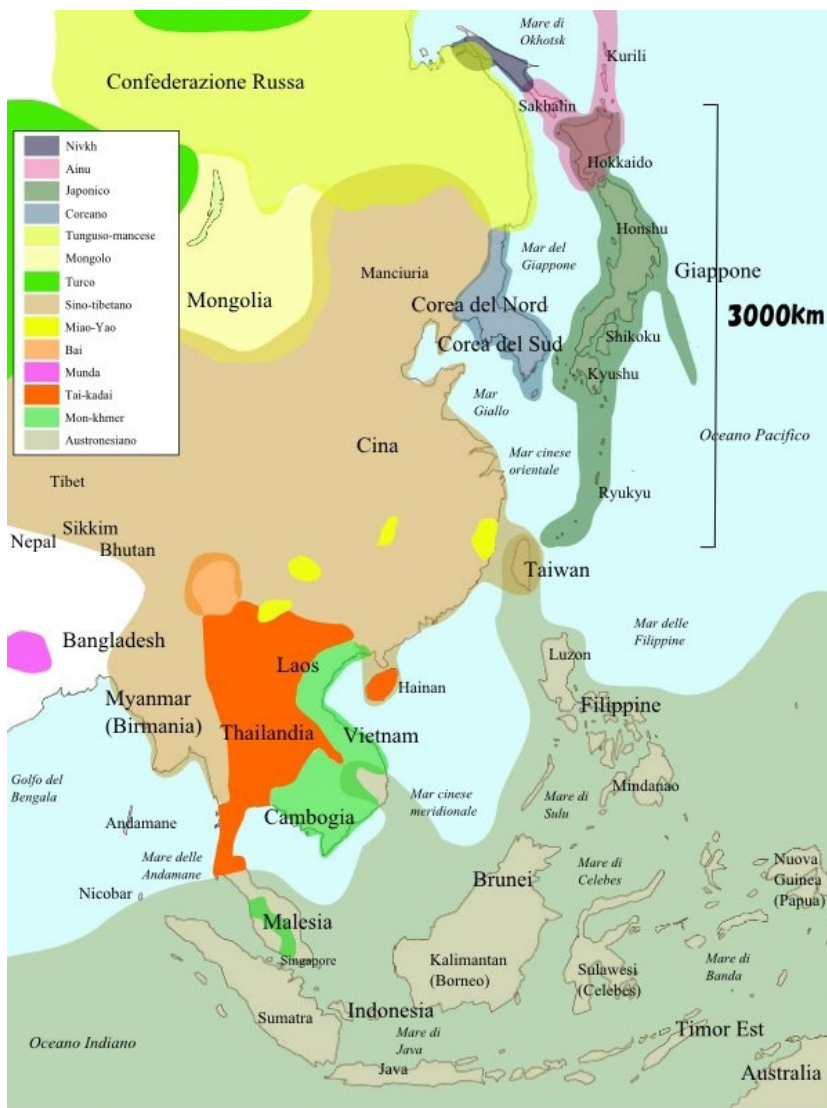 Mare di
Okhotsk
Confederazione Russa
Kurili
Sakhalin
Nivkh
Ainu
Japonico
Coreano
Tunguso-mancese
Mongolo
Turco
Sino-tibetano
Miao-Yao
Bai
Munda
Tai-kadai
Mon-khmer
Austronesiano
Hokkaido
Honshu
Mar del
Giappone
Manciuria
Giappone
Mongolia
Corea del Nord
3000km
Corea del Sud
Shikoku
Kyushu
Mar
Giallo
Cina
Oceano Pacifico
Mar cinese
orientale
Tibet
Ryukyu
Sikkim
Nepal
Bhutan
Taiwan
Mar delle
Filippine
Bangladesh
Luzon
Laos
Hainan
Myanmar
(Birmania)
Filippine
Thailandia
Vietnam
Golfo del
Bengala
Mindanao
Mar cinese
meridionale
Mare di
Sulu
Andamane
Cambogia
Mare delle
Andamane
Mare di
Celebes
Nuova
Guinea
(Papua)
Brunei
Nicobar
Malesia
Singapore
Kalimantan
(Borneo)
Sulawesi
(Celebes)
Mare di
Banda
Indonesia
Sumatra
Timor Est
Mare di
Java
Oceano Indiano
Java
Australia